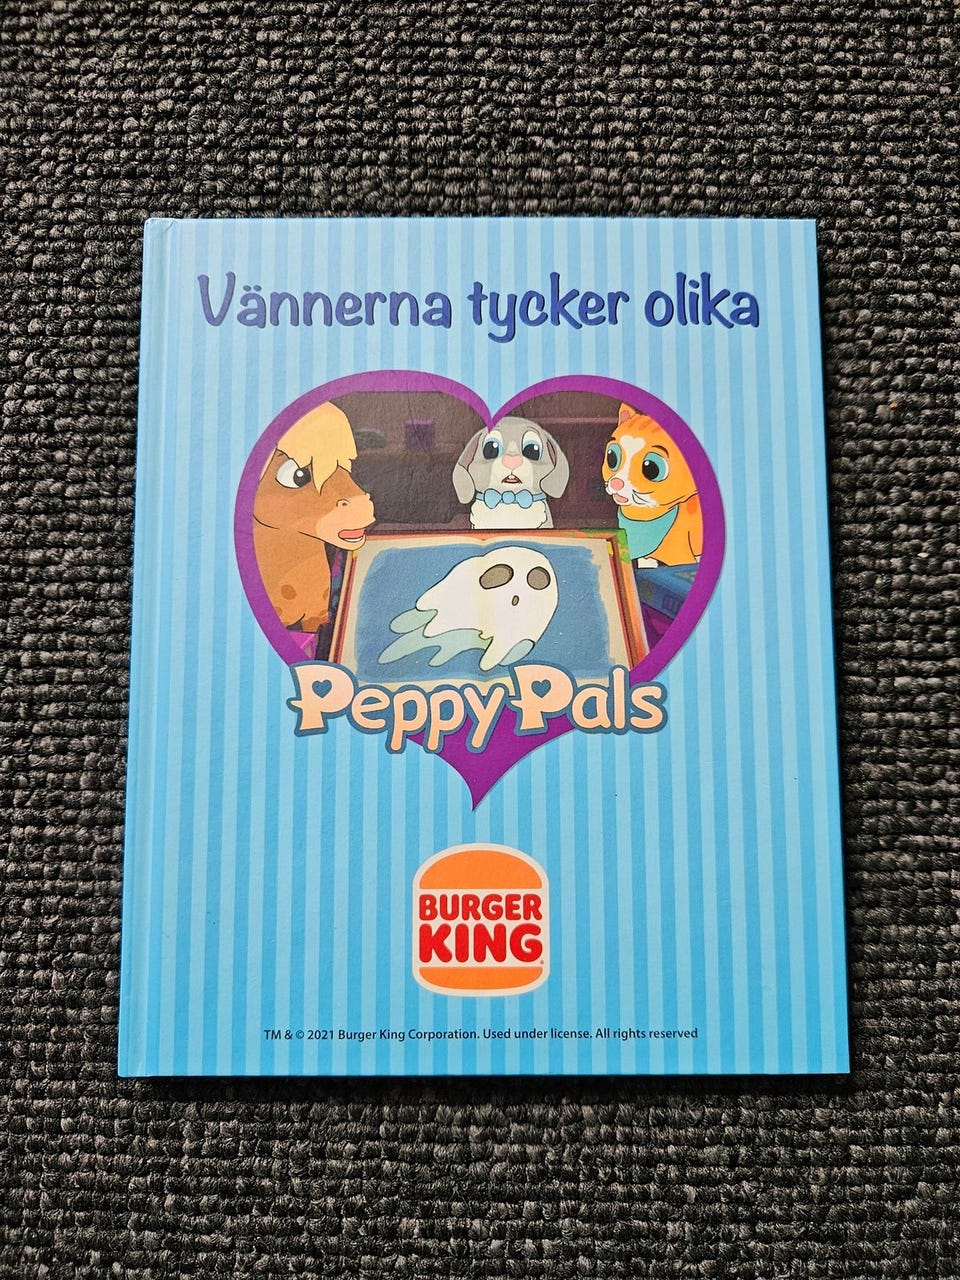 Vännerna tycker olika
Peppy Pals
BURGER
KING
TM & © 2021 Burger King Corporation. Used under license. All rights reserved